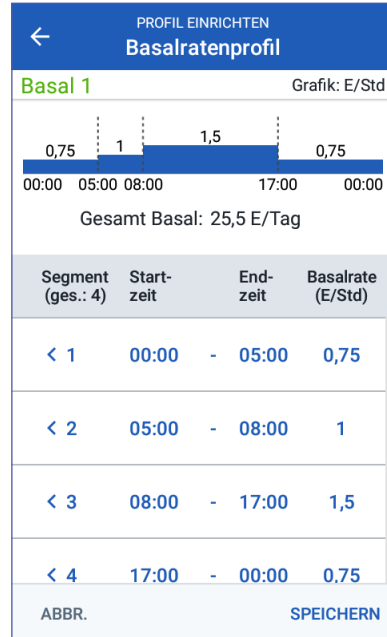 PROFIL EINRICHTEN
Basalratenprofil
Basal 1 Grafik: E/Std
0,75 1 1,5 0,75
00:00 05:00 08:00 17:00 00:00
Gesamt Basal: 25,5 E/Tag
Segment Start- End- Basalrate
(ges.: 4) zeit zeit (E/Std)
< 1 00:00 - 05:00 0,75
< 2 05:00 - 08:00 1
< 3 08:00 - 17:00 1,5
< 4 17:00 - 00:00 0,75
ABBR. SPEICHERN